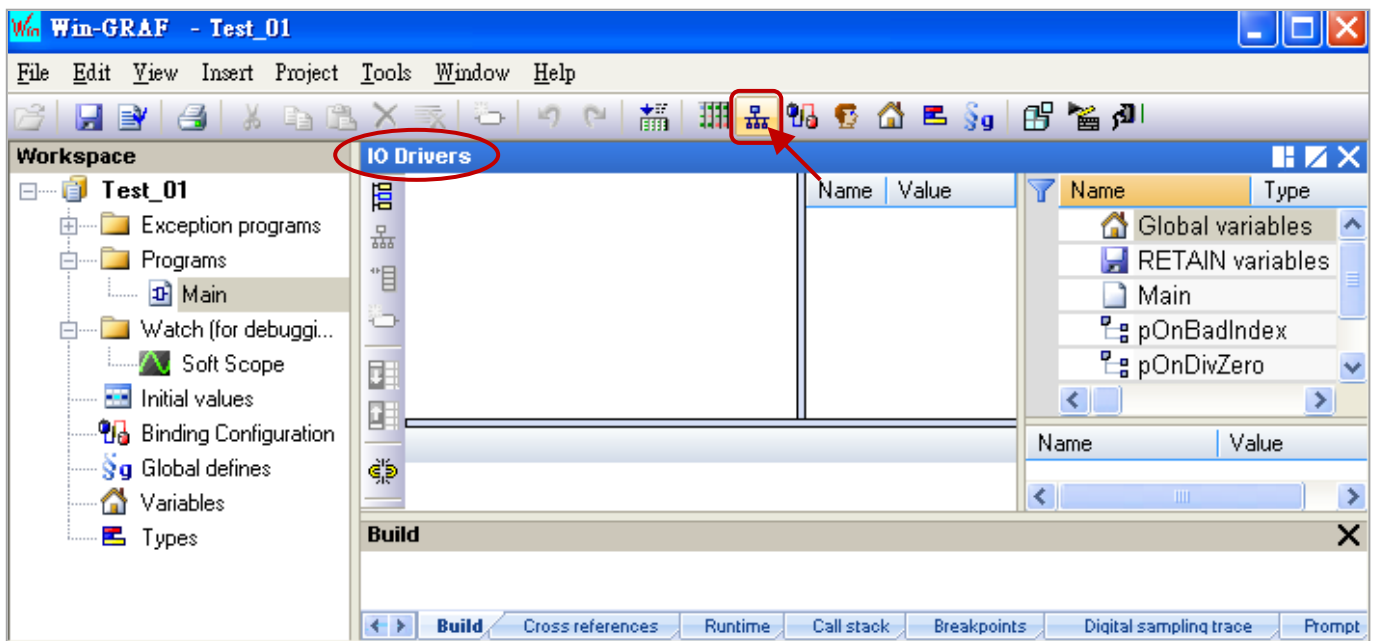 Win Win-GRAF - Test_01
File Edit View Insert Project Tools Window Help
§g
Workspace
Test_01
Exception programs
Programs
Main
Watch (for debuggi...
Soft Scope
Initial values
Binding Configuration
§g Global defines
Variables
Types
IO Drivers
Name Value
Name Type
Global variables
RETAIN variables
Main
pOnBadIndex
pOnDivZero
Name Value
Build
Build Cross references Runtime Call stack Breakpoints Digital sampling trace Prompt